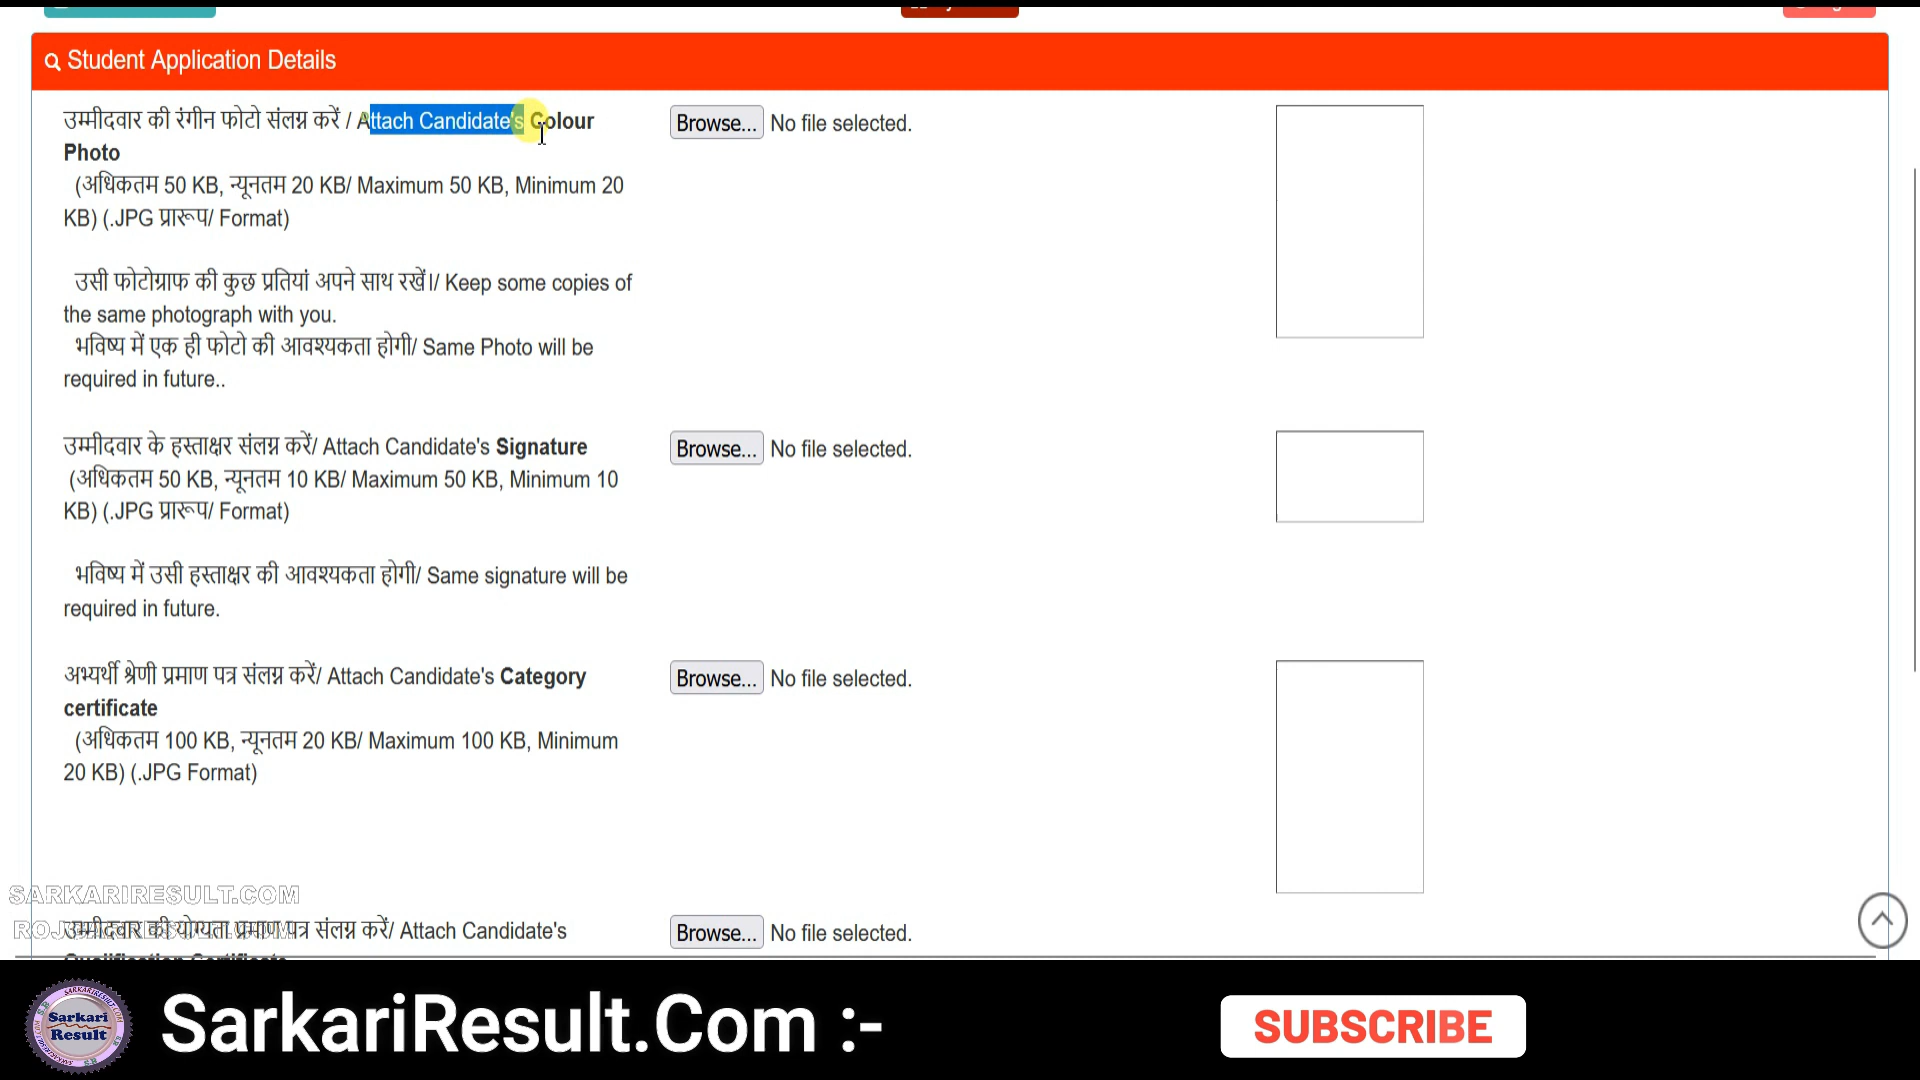 Student Application Details
उम्मीदवार की रंगीन फोटो संलग्न करें / Attach Candidate's Colour
Photo
(अधिकतम 50 KB, न्यूनतम 20 KB/ Maximum 50 KB, Minimum 20
KB) (.JPG प्रारूप/ Format)
Browse... No file selected.
उसी फोटोग्राफ की कुछ प्रतियां अपने साथ रखें।/ Keep some copies of
the same photograph with you.
भविष्य में एक ही फोटो की आवश्यकता होगी/ Same Photo will be
required in future..
उम्मीदवार के हस्ताक्षर संलग्न करें/ Attach Candidate's Signature
(अधिकतम 50 KB, न्यूनतम 10 KB/ Maximum 50 KB, Minimum 10
KB) (.JPG प्रारूप/ Format)
Browse... No file selected.
भविष्य में उसी हस्ताक्षर की आवश्यकता होगी/ Same signature will be
required in future.
अभ्यर्थी श्रेणी प्रमाण पत्र संलग्न करें/ Attach Candidate's Category
certificate
(अधिकतम 100 KB, न्यूनतम 20 KB/ Maximum 100 KB, Minimum
20 KB) (.JPG Format)
Browse... No file selected.
SARKARIRESULT.COM
ROJGARRESULT.COM
उम्मीदवार की योग्यता प्रमाण पत्र संलग्न करें/ Attach Candidate's
Qualification Certificate
Browse... No file selected.
Sarkari
Result
SarkariResult.Com :-
SUBSCRIBE